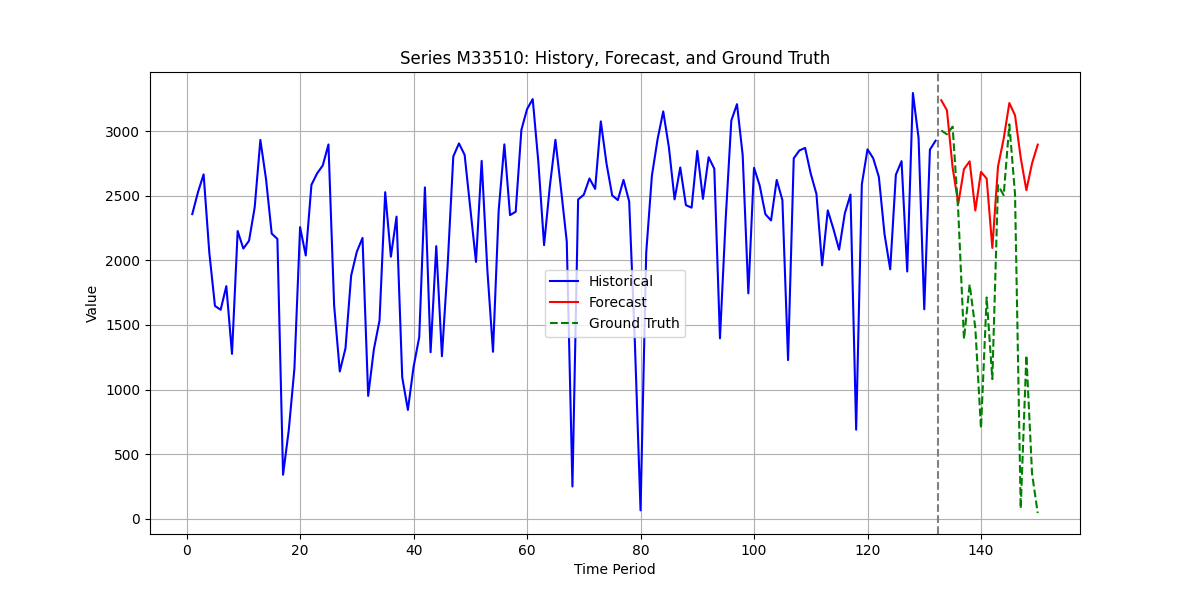 Series M33510: History, Forecast, and Ground Truth
Value
3000
2500
2000
1500
1000
500
0
Historical
Forecast
Ground Truth
0 20 40 60 80 100 120 140
Time Period